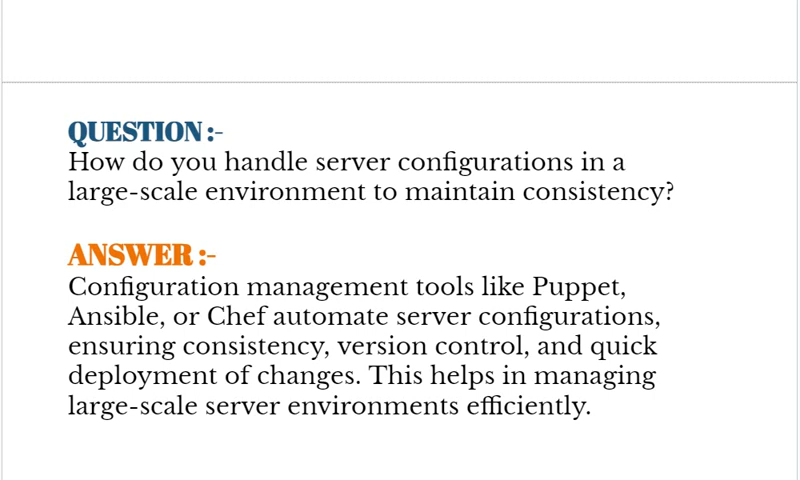 QUESTION :-
How do you handle server configurations in a
large-scale environment to maintain consistency?
ANSWER :-
Configuration management tools like Puppet,
Ansible, or Chef automate server configurations,
ensuring consistency, version control, and quick
deployment of changes. This helps in managing
large-scale server environments efficiently.